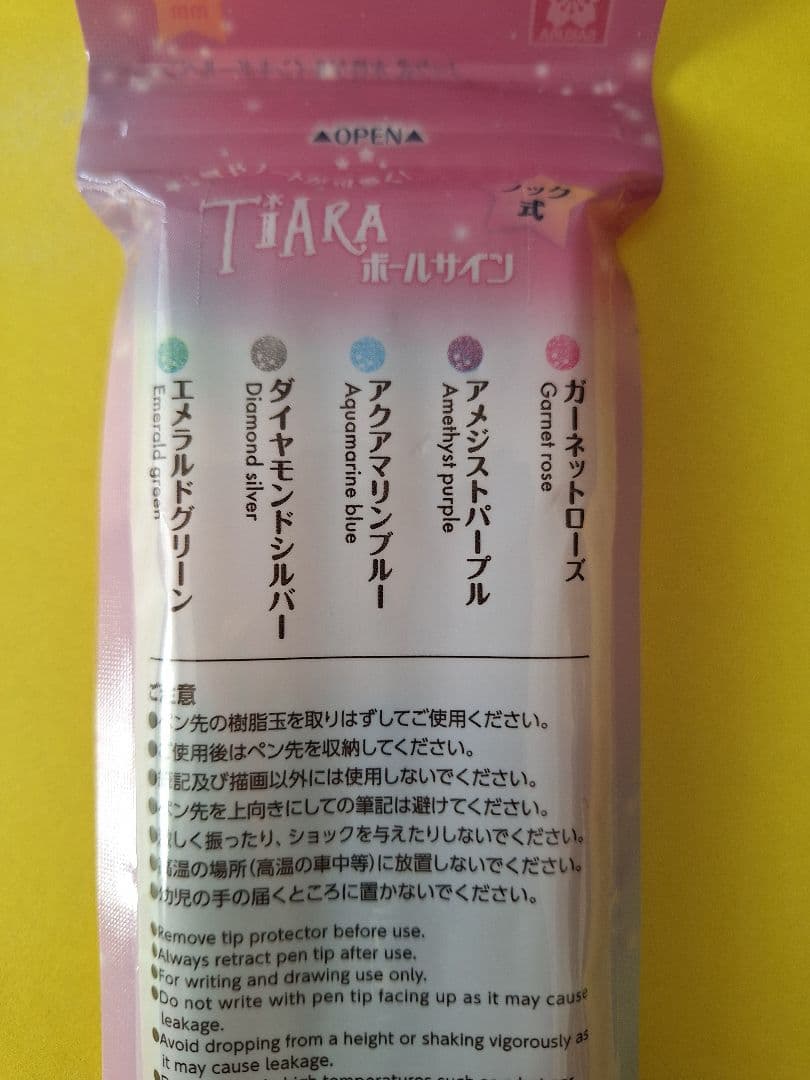 mm
SAKURA
▲OPEN▲
TiARA
ボールサイン
ノック
式
ガーネットローズ
Garnet rose
アメジストパープル
Amethyst purple
アクアマリンブルー
Aquamarine blue
ダイヤモンドシルバー
Diamond silver
エメラルドグリーン
Emerald green
ご注意
●ペン先の樹脂玉を取りはずしてご使用ください。
●ご使用後はペン先を収納してください。
●筆記及び描画以外には使用しないでください。
●ペン先を上向きにしての筆記は避けてください。
●激しく振ったり、ショックを与えたりしないでください。
●高温の場所(高温の車中等)に放置しないでください。
●幼児の手の届くところに置かないでください。
●Remove tip protector before use.
●Always retract pen tip after use.
●For writing and drawing use only.
●Do not write with pen tip facing up as it may cause
leakage.
●Avoid dropping from a height or shaking vigorously as
it may cause leakage.